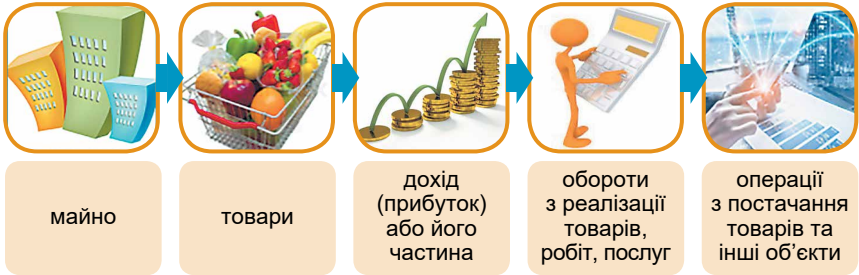 майно
товари
дохід
(прибуток)
або його
частина
обороти
з реалізації
товарів,
робіт, послуг
операції
з постачання
товарів та
інші об’єкти